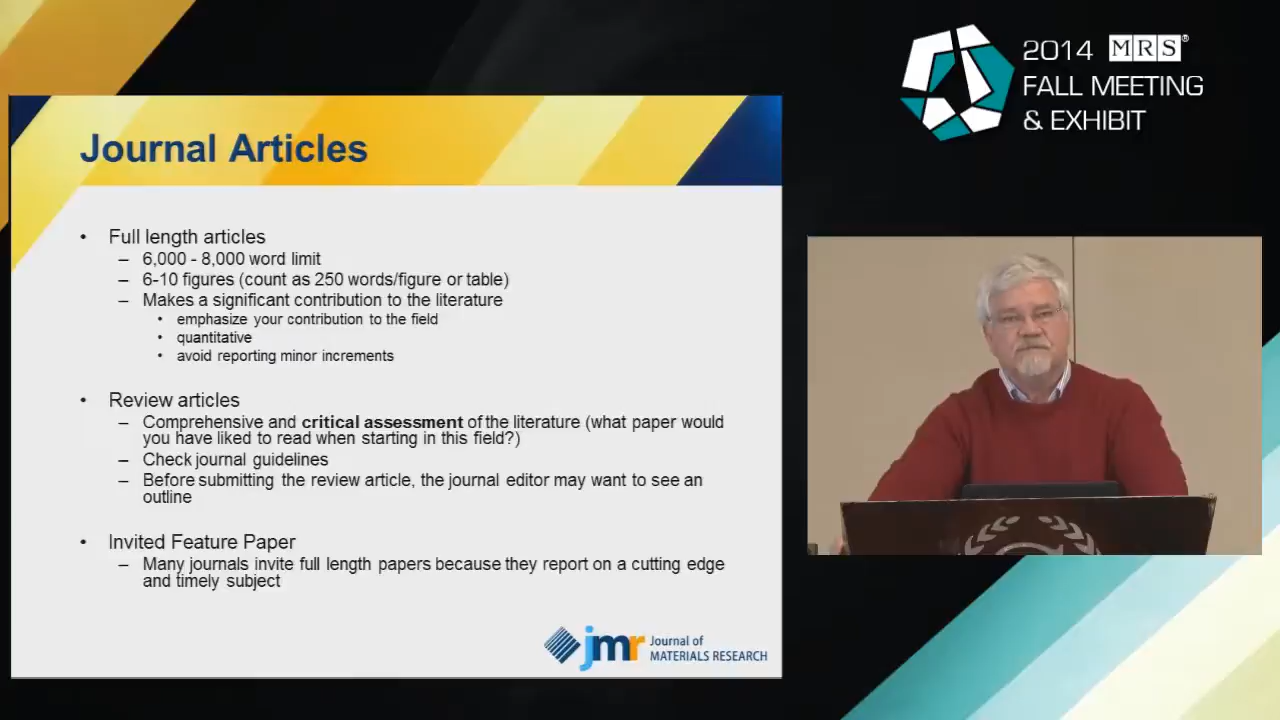 2014 MRS®
FALL MEETING
& EXHIBIT
Journal Articles
• Full length articles
– 6,000 - 8,000 word limit
– 6-10 figures (count as 250 words/figure or table)
– Makes a significant contribution to the literature
• emphasize your contribution to the field
• quantitative
• avoid reporting minor increments
• Review articles
– Comprehensive and critical assessment of the literature (what paper would
you have liked to read when starting in this field?)
– Check journal guidelines
– Before submitting the review article, the journal editor may want to see an
outline
• Invited Feature Paper
– Many journals invite full length papers because they report on a cutting edge
and timely subject
jmr Journal of
MATERIALS RESEARCH